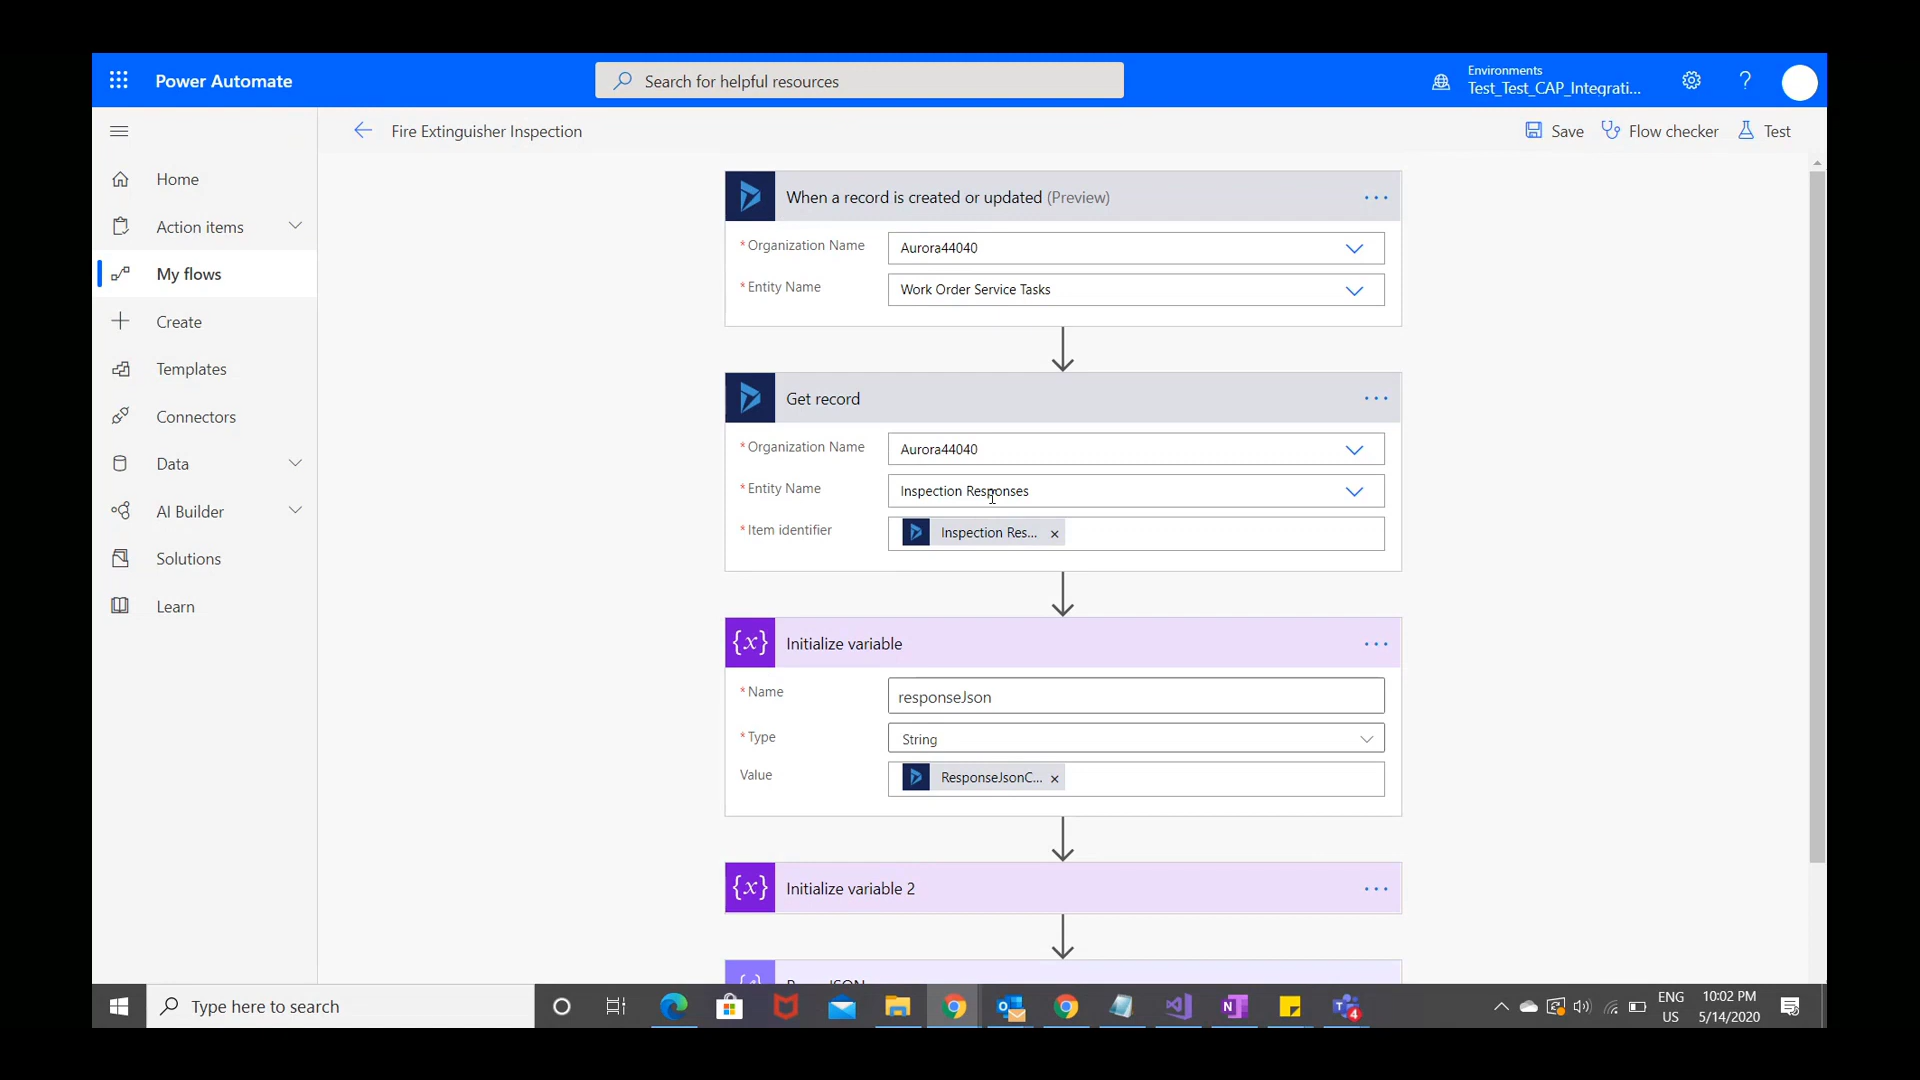 Power Automate
Search for helpful resources
Environments
Test_Test_CAP_Integrati...
?
Fire Extinguisher Inspection
Save
Flow checker
Test
Home
Action items
My flows
Create
Templates
Connectors
Data
AI Builder
Solutions
Learn
When a record is created or updated (Preview)
* Organization Name
Aurora44040
* Entity Name
Work Order Service Tasks
Get record
* Organization Name
Aurora44040
* Entity Name
Inspection Responses
* Item identifier
Inspection Res... ×
{x} Initialize variable
* Name
responseJson
* Type
String
Value
ResponseJsonC... ×
{x} Initialize variable 2
Type here to search
4
ENG
US
10:02 PM
5/14/2020